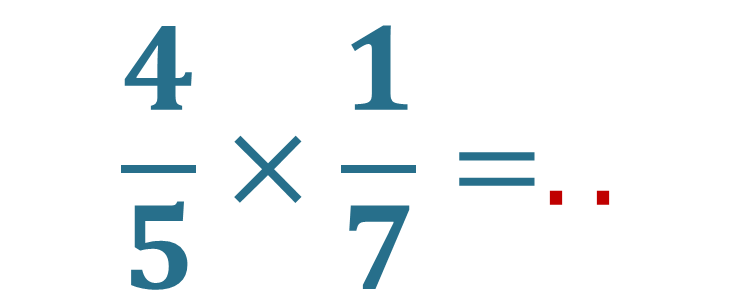 4/5 × 1/7 = . .